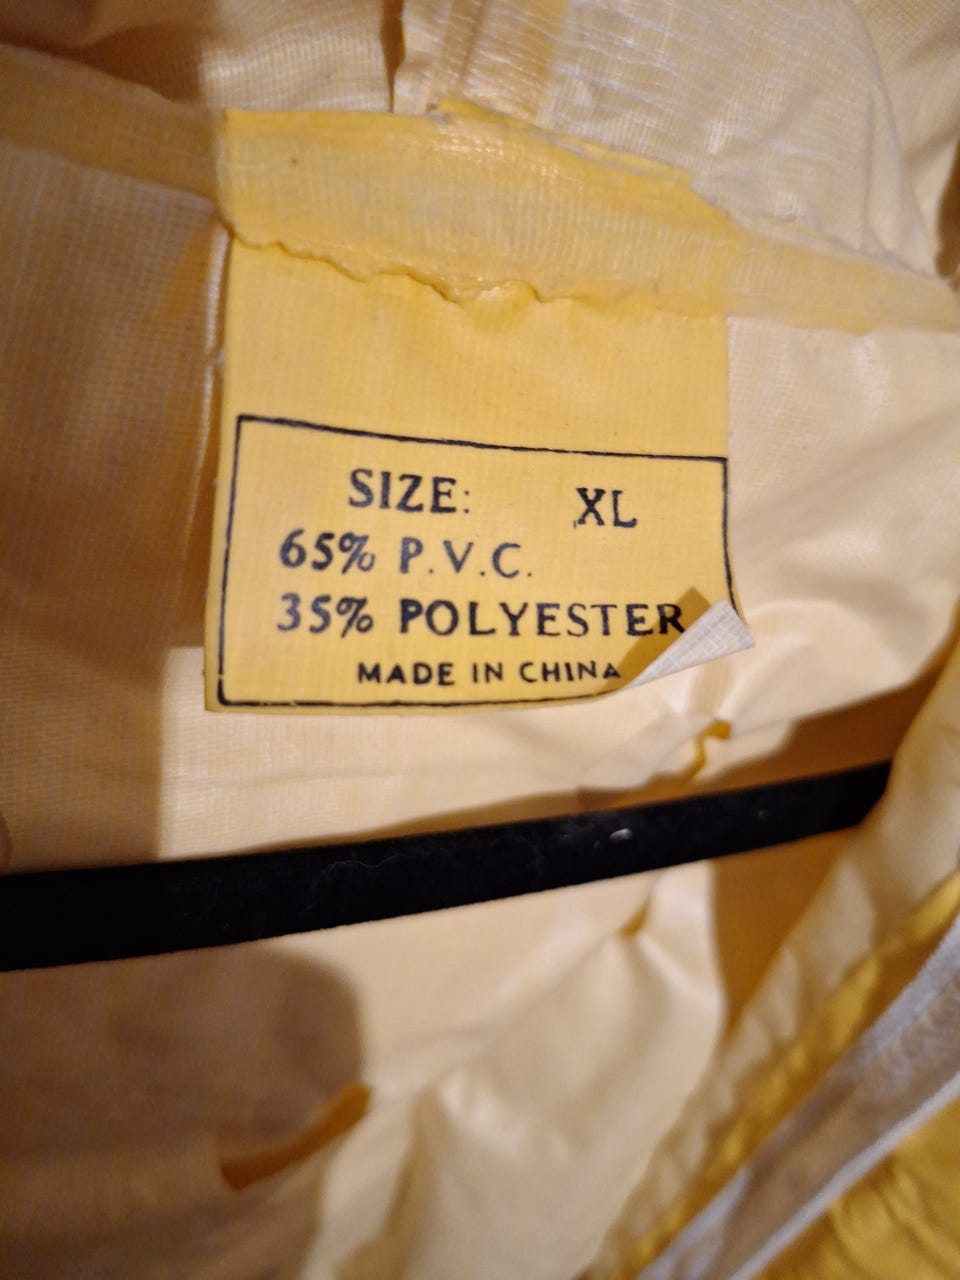 SIZE: XL
65% P.V.C.
35% POLYESTER
MADE IN CHINA